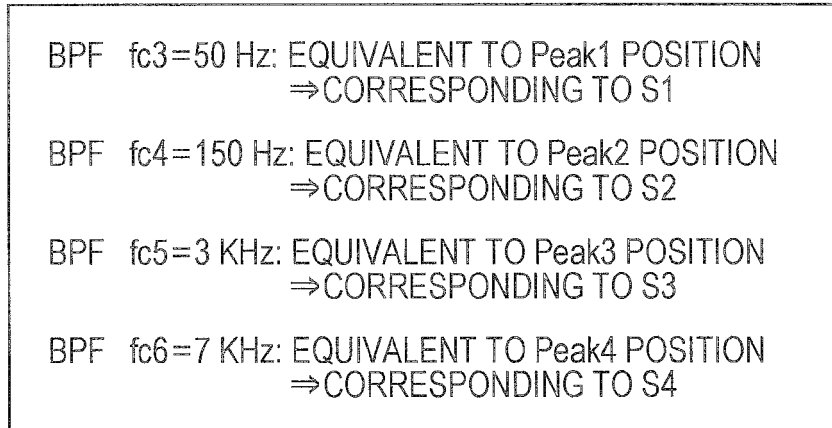 BPF fc3=50 Hz: EQUIVALENT TO Peak1 POSITION
⇒CORRESPONDING TO S1
BPF fc4=150 Hz: EQUIVALENT TO Peak2 POSITION
⇒CORRESPONDING TO S2
BPF fc5=3 KHz: EQUIVALENT TO Peak3 POSITION
⇒CORRESPONDING TO S3
BPF fc6=7 KHz: EQUIVALENT TO Peak4 POSITION
⇒CORRESPONDING TO S4